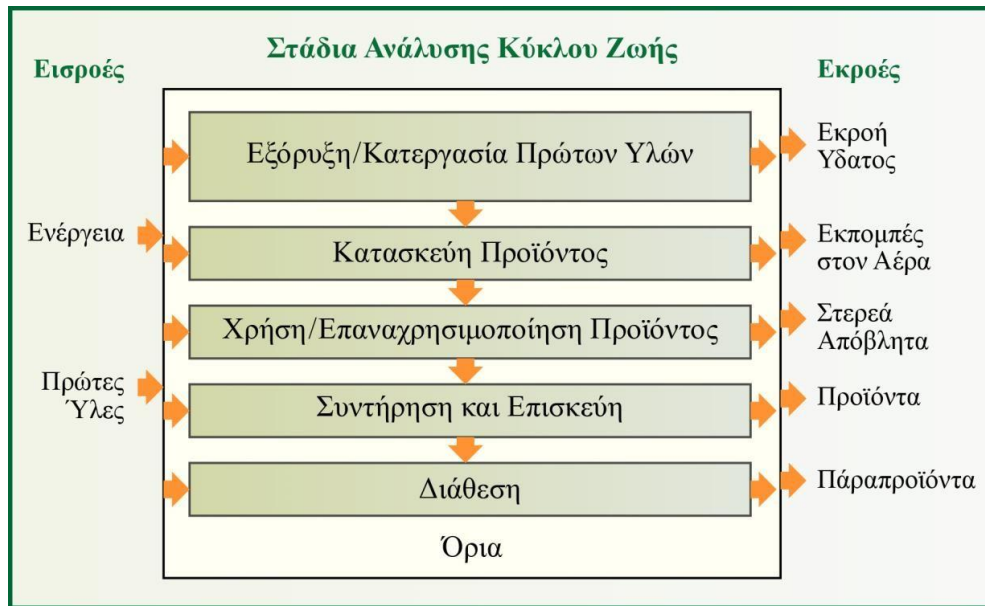 Στάδια Ανάλυσης Κύκλου Ζωής
Εισροές
Εκροές
Εξόρυξη/Κατεργασία Πρώτων Υλών
Εκροή
Υδατος
Ενέργεια
Κατασκεύη Προϊόντος
Εκπομπές
στον Αέρα
Χρήση/Επαναχρησιμοποίηση Προϊόντος
Στερεά
Απόβλητα
Πρώτες
Ύλες
Συντήρηση και Επισκεύη
Προϊόντα
Διάθεση
Πάραπροϊόντα
Όρια